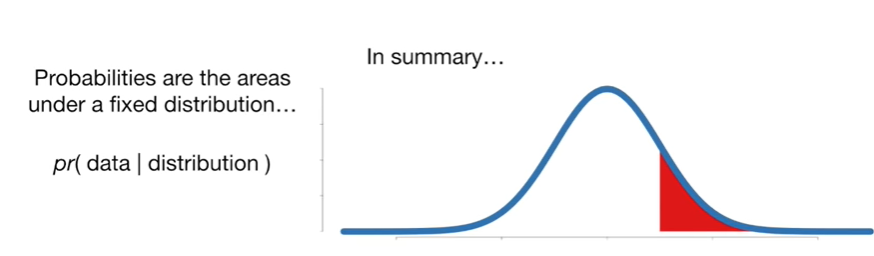 In summary…
Probabilities are the areas
under a fixed distribution…
pr( data | distribution )